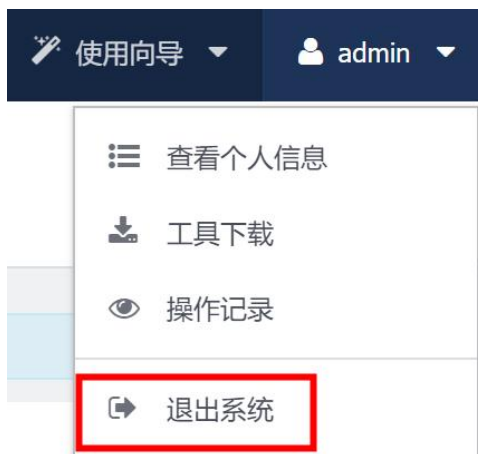 使用向导 admin
查看个人信息
工具下载
操作记录
退出系统